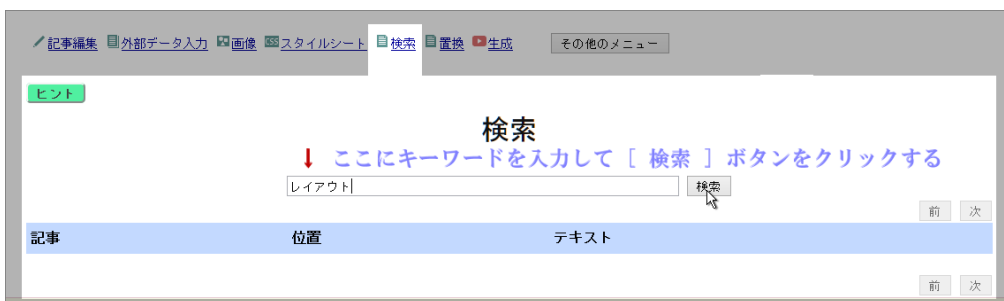 記事編集 外部データ入力 画像 スタイルシート 検索 置換 生成 その他のメニュー
ヒント
検索
↓ ここにキーワードを入力して [ 検索 ] ボタンをクリックする
レイアウト 検索
前 次
記事 位置 テキスト
前 次